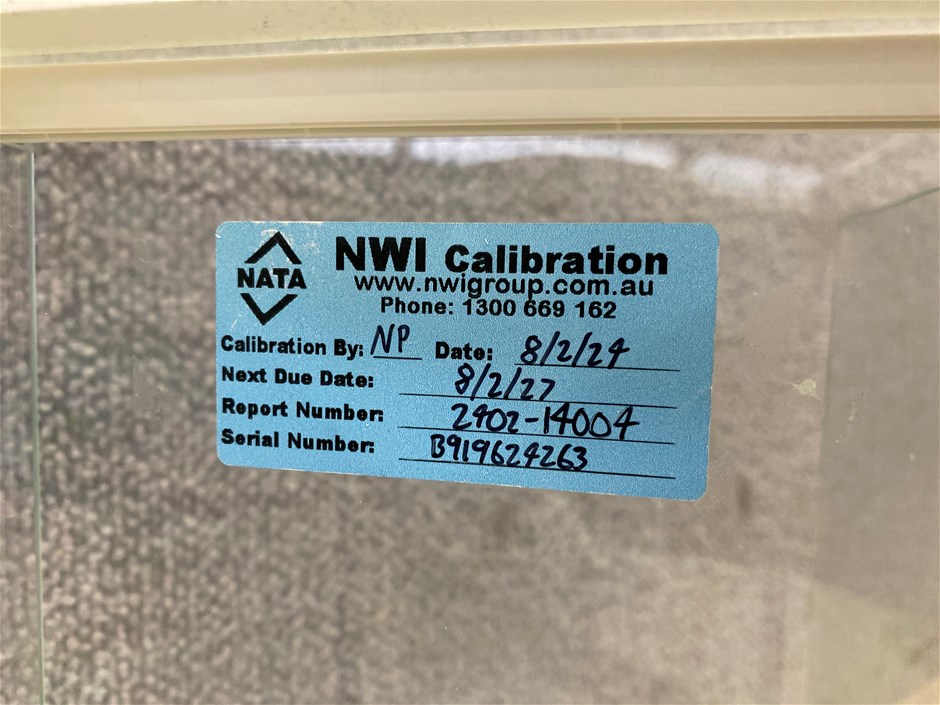 NATA
NWI Calibration
www.nwigroup.com.au
Phone: 1300 669 162
Calibration By: NP Date: 8/2/24
Next Due Date: 8/2/27
Report Number: 2402-14004
Serial Number: B919624263